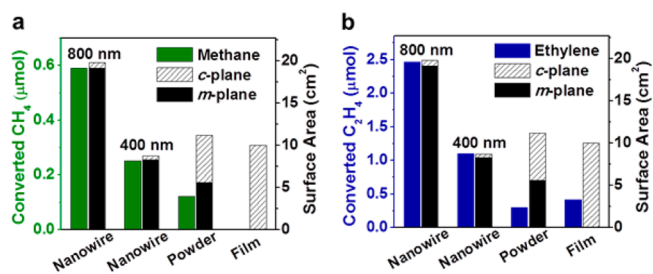 a
Converted CH4 (μmol)
0.6
0.4
0.2
0.0
800 nm
400 nm
Methane
c-plane
m-plane
20
15
10
5
0
Surface Area (cm²)
Nanowire
Nanowire
Powder
Film
b
Converted C2H4 (μmol)
2.5
2.0
1.5
1.0
0.5
0.0
800 nm
400 nm
Ethylene
c-plane
m-plane
20
15
10
5
0
Surface Area (cm²)
Nanowire
Nanowire
Powder
Film